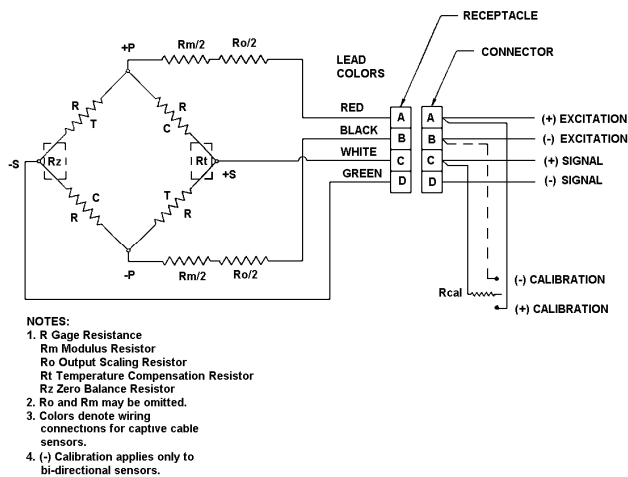 RECEPTACLE
CONNECTOR
+P
Rm/2 Ro/2
LEAD
COLORS
R
T
R
C
RED
A A
(+) EXCITATION
BLACK
B B
(-) EXCITATION
-S
Rz
Rt
+S
WHITE
C C
(+) SIGNAL
GREEN
D D
(-) SIGNAL
C
R
T
R
-P
Rm/2 Ro/2
(-) CALIBRATION
Rcal
(+) CALIBRATION
NOTES:
1. R Gage Resistance
Rm Modulus Resistor
Ro Output Scaling Resistor
Rt Temperature Compensation Resistor
Rz Zero Balance Resistor
2. Ro and Rm may be omitted.
3. Colors denote wiring
connections for captive cable
sensors.
4. (-) Calibration applies only to
bi-directional sensors.